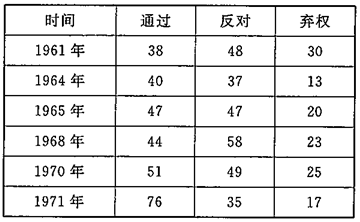 时间 通过 反对 弃权
1961年 38 48 30
1964年 40 37 13
1965年 47 47 20
1968年 44 58 23
1970年 51 49 25
1971年 76 35 17